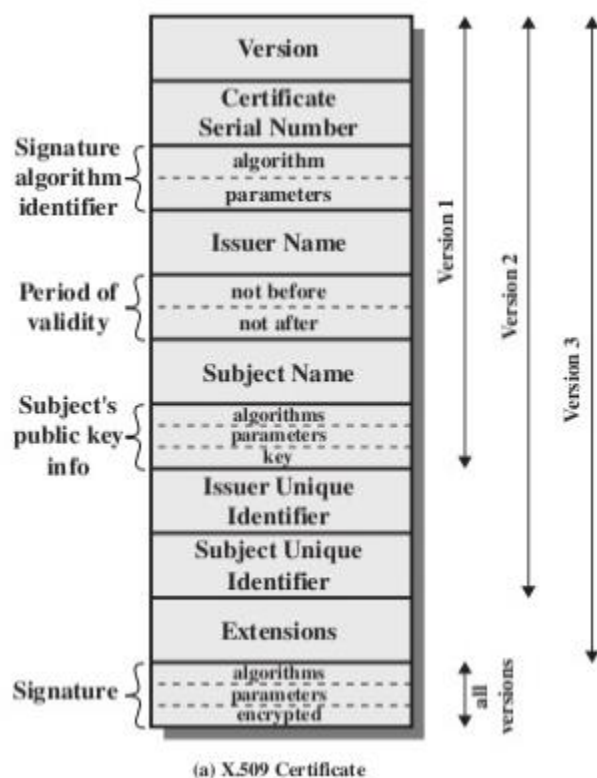 Version
Certificate
Serial Number
Signature
algorithm
identifier
algorithm
parameters
Issuer Name
Period of
validity
not before
not after
Subject Name
Subject's
public key
info
algorithms
parameters
key
Issuer Unique
Identifier
Subject Unique
Identifier
Extensions
Signature
algorithms
parameters
encrypted
Version 1
Version 2
Version 3
all
versions
(a) X.509 Certificate